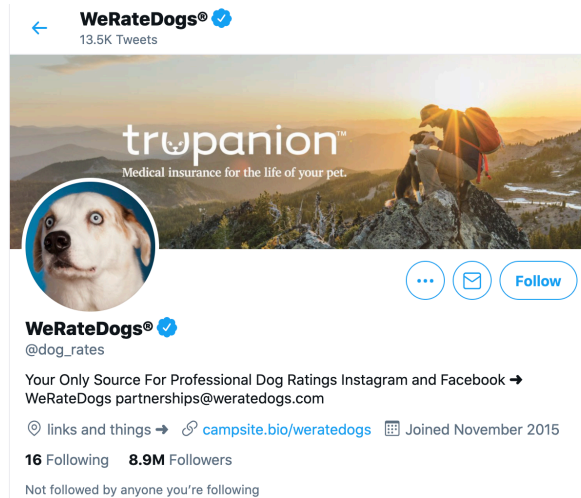 WeRateDogs®
13.5K Tweets
trupanion™
Medical insurance for the life of your pet.
Follow
WeRateDogs®
@dog_rates
Your Only Source For Professional Dog Ratings Instagram and Facebook ➜
WeRateDogs partnerships@weratedogs.com
links and things ➜ campsite.bio/weratedogs Joined November 2015
16 Following 8.9M Followers
Not followed by anyone you’re following